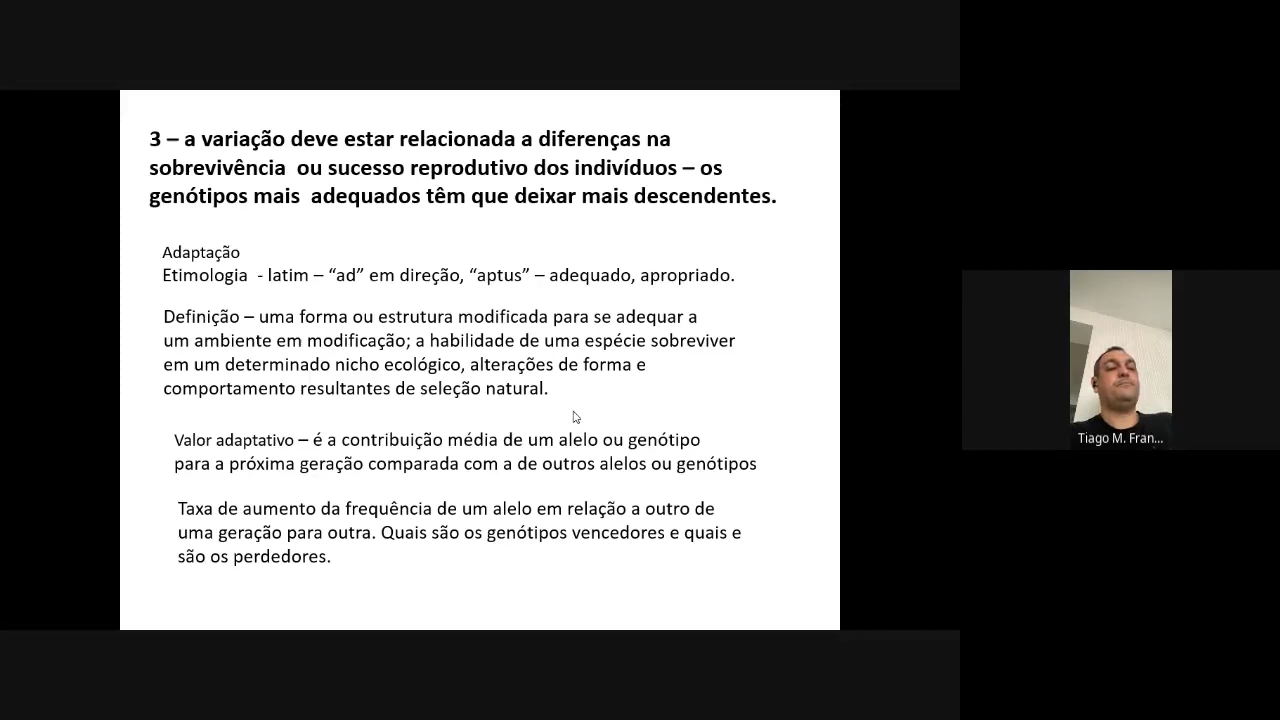 3 – a variação deve estar relacionada a diferenças na
sobrevivência ou sucesso reprodutivo dos indivíduos – os
genótipos mais adequados têm que deixar mais descendentes.
Adaptação
Etimologia - latim – “ad” em direção, “aptus” – adequado, apropriado.
Definição – uma forma ou estrutura modificada para se adequar a
um ambiente em modificação; a habilidade de uma espécie sobreviver
em um determinado nicho ecológico, alterações de forma e
comportamento resultantes de seleção natural.
Valor adaptativo – é a contribuição média de um alelo ou genótipo
para a próxima geração comparada com a de outros alelos ou genótipos
Taxa de aumento da frequência de um alelo em relação a outro de
uma geração para outra. Quais são os genótipos vencedores e quais e
são os perdedores.
Tiago M. Fran...